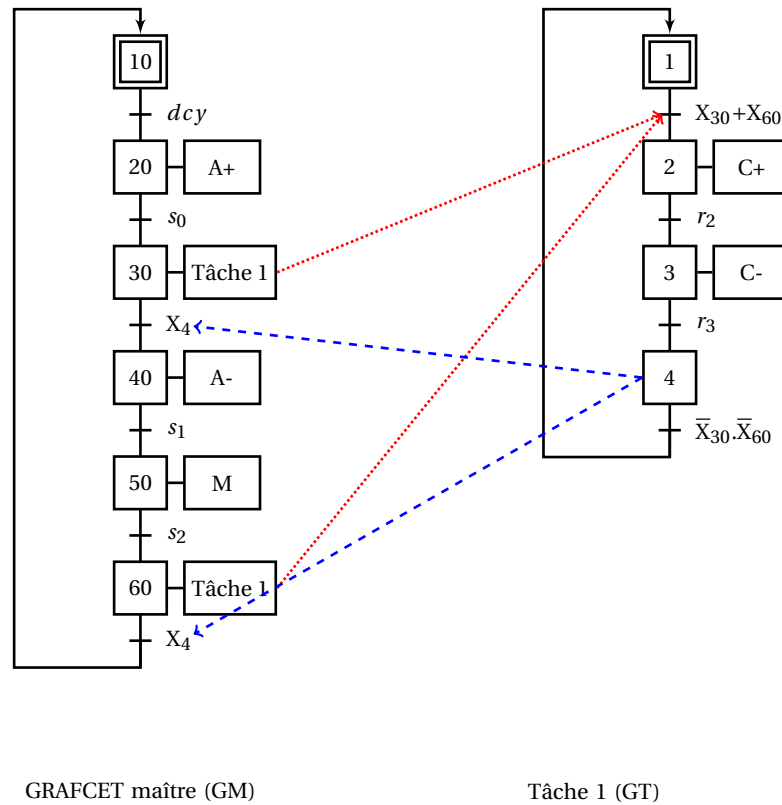 10
1
dcy
X₃₀+X₆₀
20 A+
2 C+
s₀
r₂
30 Tâche 1
3 C-
X₄
r₃
40 A-
4
s₁
X̅₃₀.X̅₆₀
50 M
s₂
60 Tâche 1
X₄
GRAFCET maître (GM)
Tâche 1 (GT)